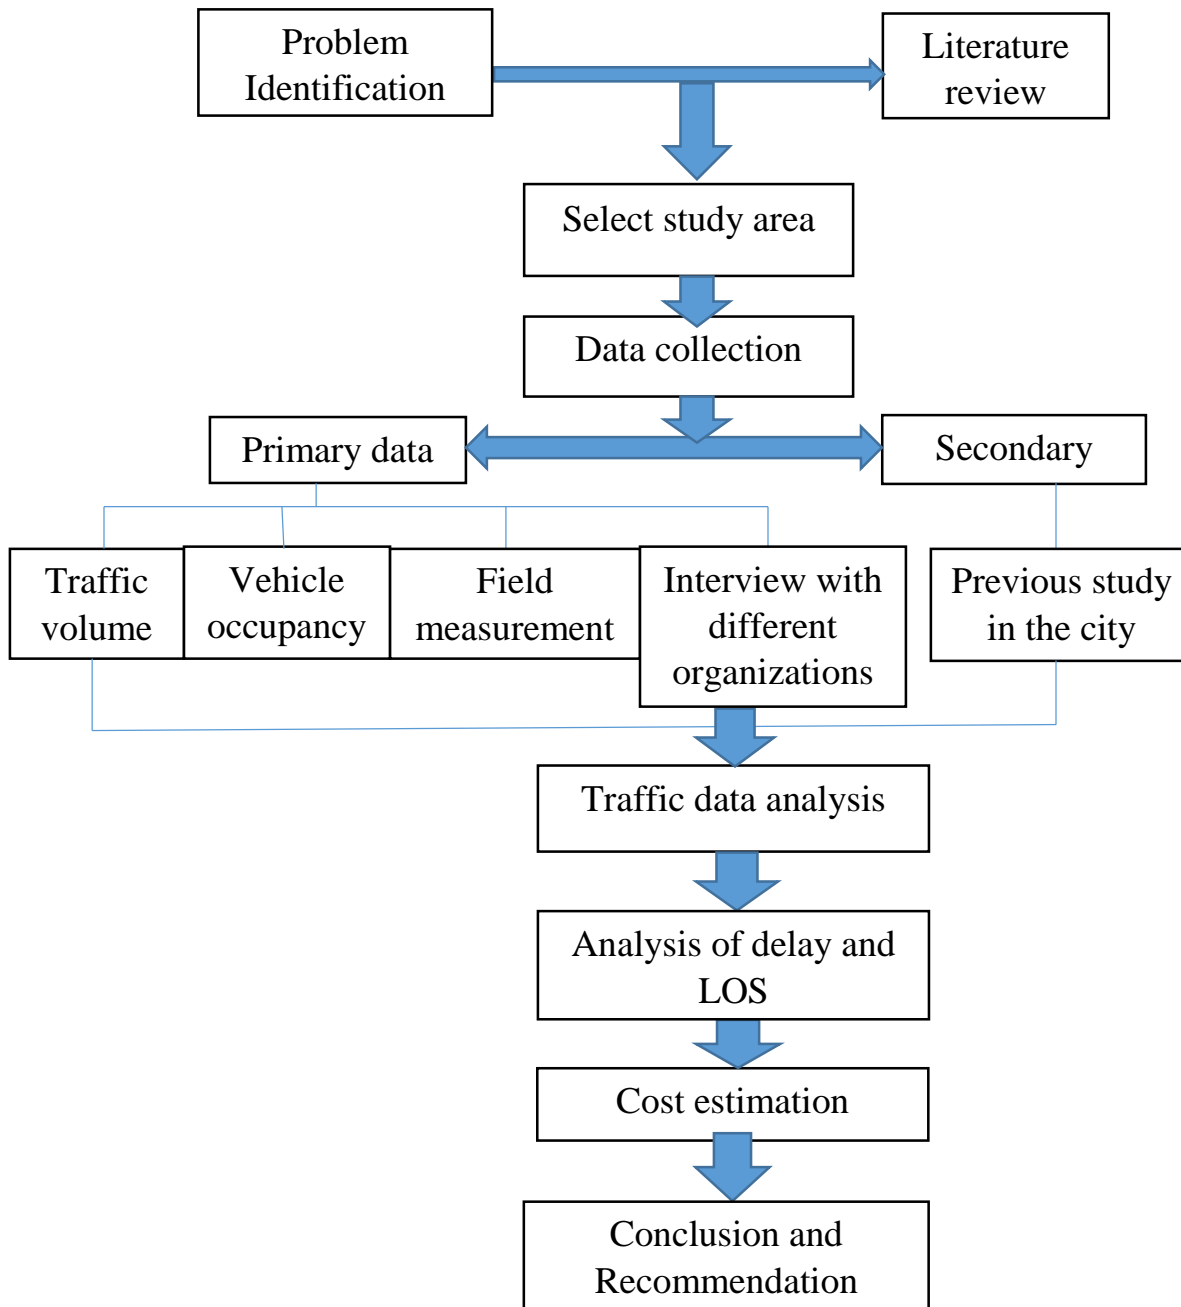 Problem
Identification
Literature
review
Select study area
Data collection
Primary data
Secondary
Traffic
volume
Vehicle
occupancy
Field
measurement
Interview with
different
organizations
Previous study
in the city
Traffic data analysis
Analysis of delay and
LOS
Cost estimation
Conclusion and
Recommendation